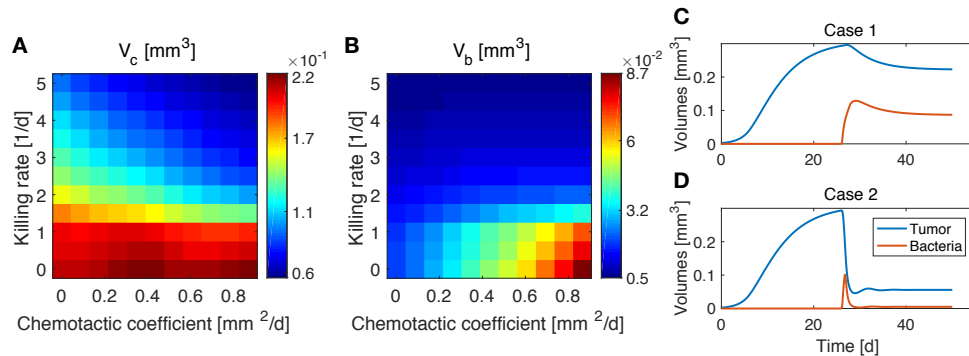 A
V_c [mm³]
×10⁻¹
5
4
3
2
1
0
Killing rate [1/d]
0 0.2 0.4 0.6 0.8
Chemotactic coefficient [mm ²/d]
2.2
1.7
1.1
0.6
B
V_b [mm³]
×10⁻²
5
4
3
2
1
0
Killing rate [1/d]
0 0.2 0.4 0.6 0.8
Chemotactic coefficient [mm ²/d]
8.7
6
3.2
0.5
C
Case 1
Volumes [mm³]
0.2
0.1
0
0 20 40
D
Case 2
Volumes [mm³]
0.2
0.1
0
0 20 40
Time [d]
Tumor
Bacteria